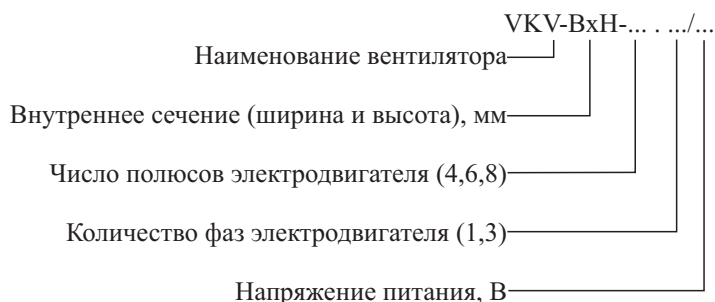 VKV-BxH-... . .../...
Наименование вентилятора
Внутреннее сечение (ширина и высота), мм
Число полюсов электродвигателя (4,6,8)
Количество фаз электродвигателя (1,3)
Напряжение питания, В